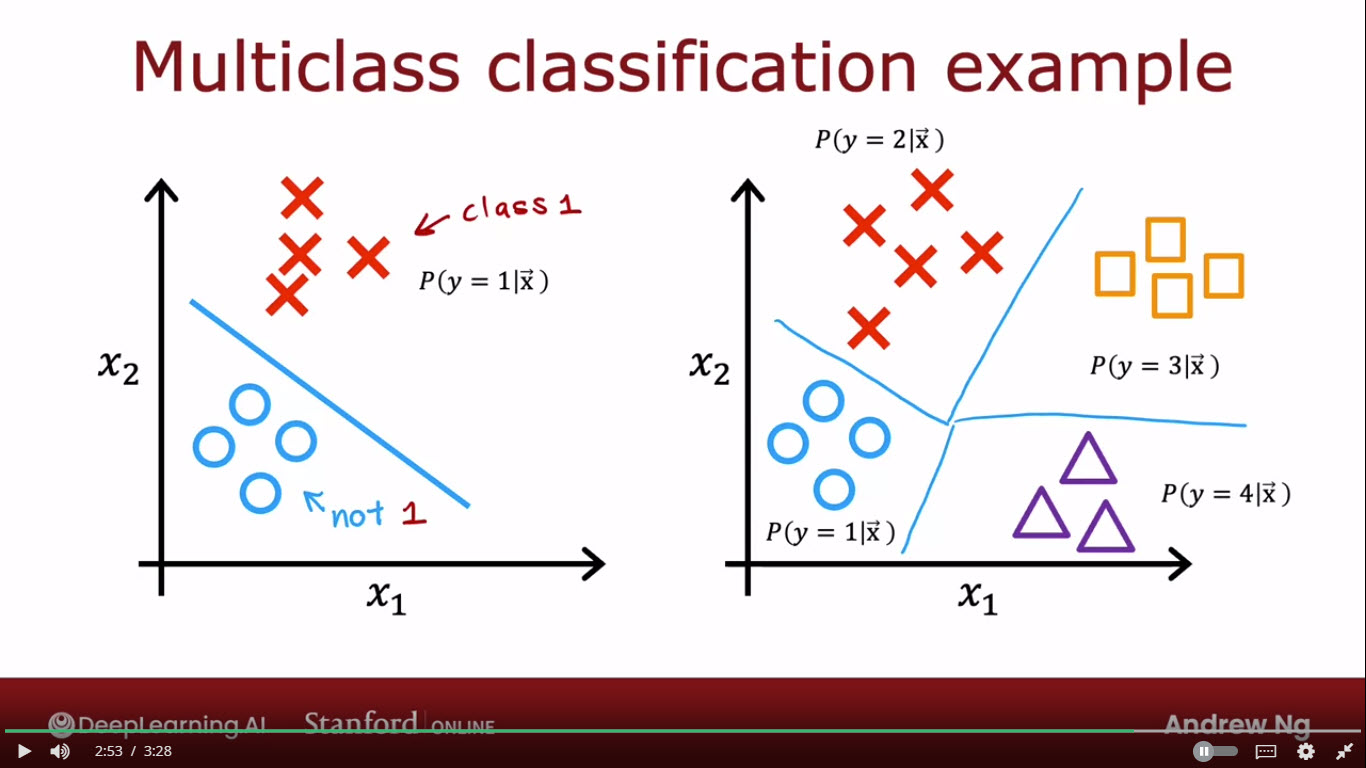 Multiclass classification example
P(y = 2|x⃗)
class 1
P(y = 1|x⃗)
x₂
not 1
x₁
x₂
P(y = 3|x⃗)
P(y = 4|x⃗)
P(y = 1|x⃗)
x₁
DeepLearning.AI
Stanford ONLINE
Andrew Ng
2:53 / 3:28